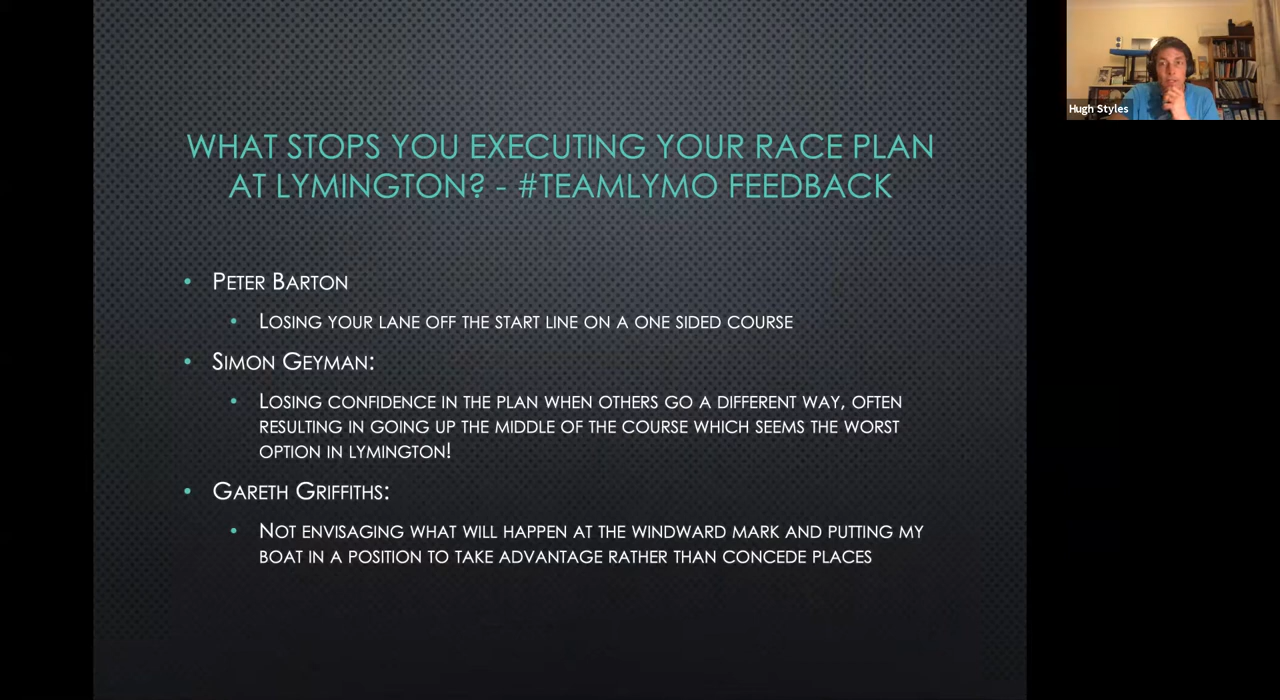 WHAT STOPS YOU EXECUTING YOUR RACE PLAN
AT LYMINGTON? - #TEAMLYMO FEEDBACK
• PETER BARTON
• LOSING YOUR LANE OFF THE START LINE ON A ONE SIDED COURSE
• SIMON GEYMAN:
• LOSING CONFIDENCE IN THE PLAN WHEN OTHERS GO A DIFFERENT WAY, OFTEN
RESULTING IN GOING UP THE MIDDLE OF THE COURSE WHICH SEEMS THE WORST
OPTION IN LYMINGTON!
• GARETH GRIFFITHS:
• NOT ENVISAGING WHAT WILL HAPPEN AT THE WINDWARD MARK AND PUTTING MY
BOAT IN A POSITION TO TAKE ADVANTAGE RATHER THAN CONCEDE PLACES
Hugh Styles